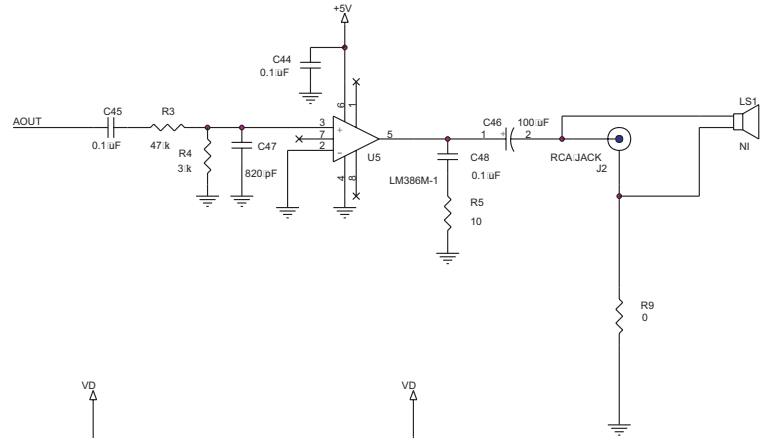 +5V
C44
0.1uF
AOUT
C45
0.1uF
R3
47k
R4
3k
C47
820pF
3
7
2
6
1
4
8
+
−
5
U5
LM386M-1
C48
0.1uF
R5
10
C46
100uF
1
+
2
RCA JACK
J2
LS1
NI
R9
0
VD
VD